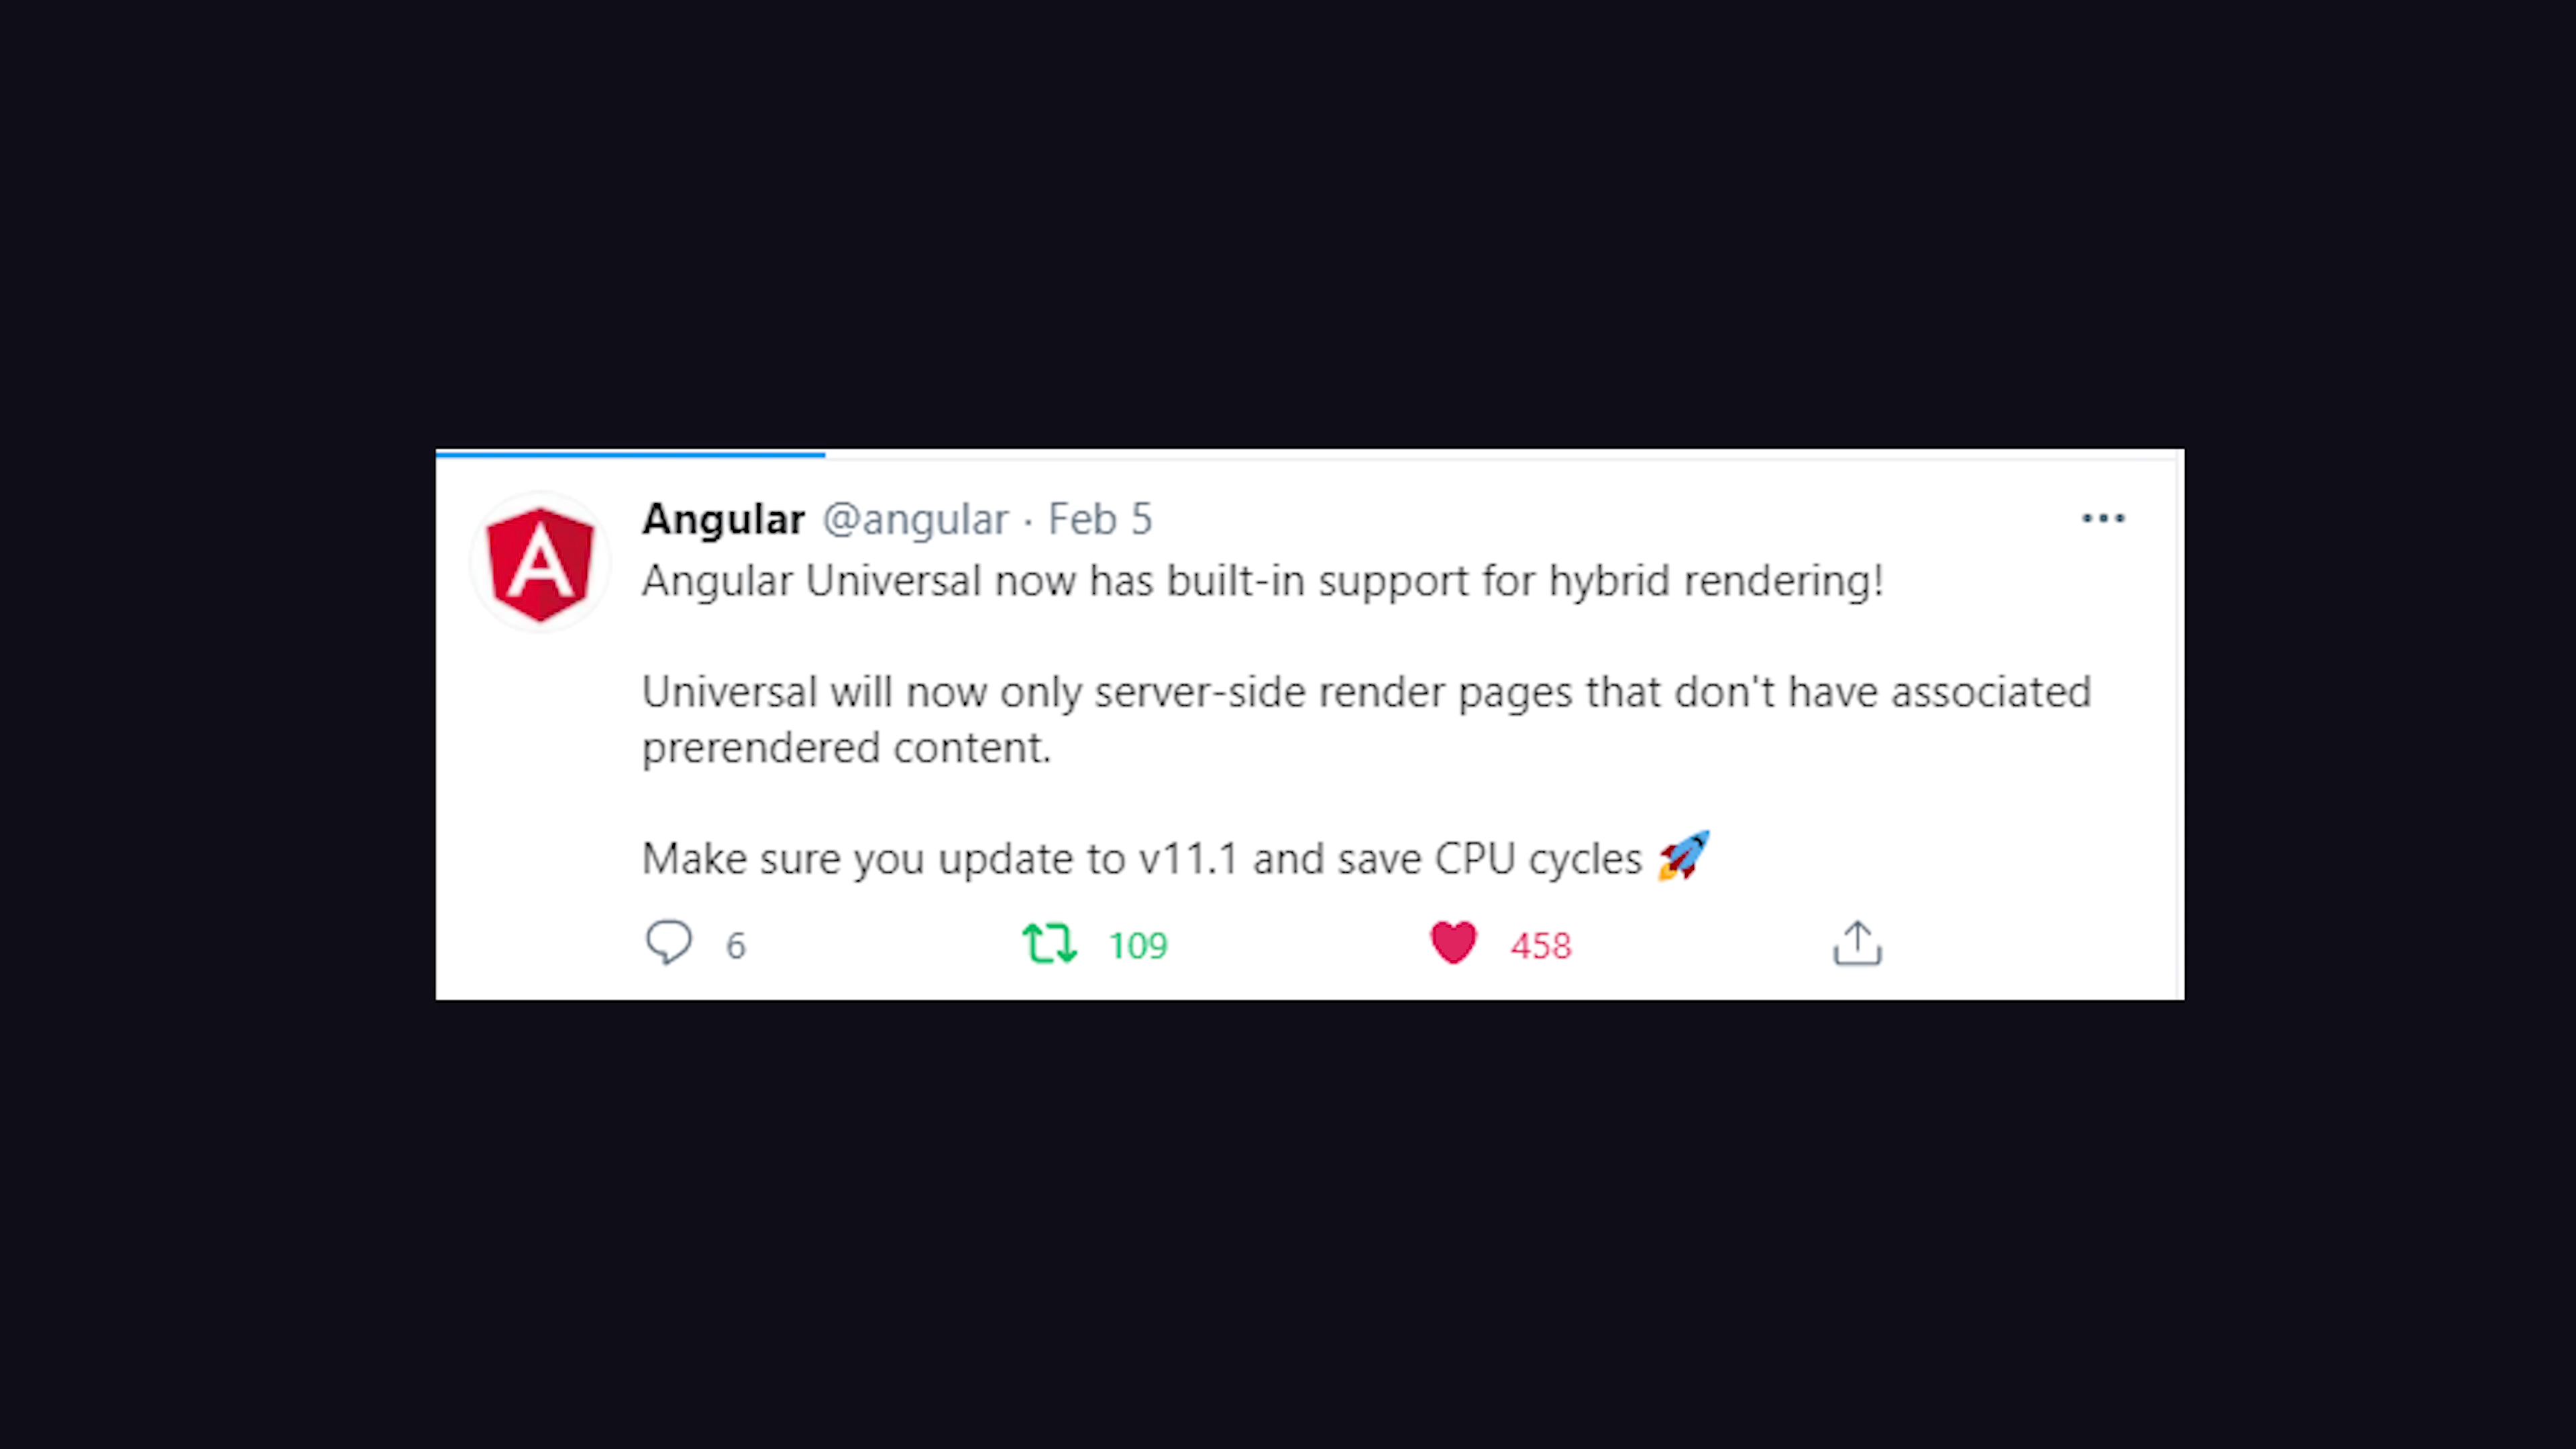 Angular @angular · Feb 5
Angular Universal now has built-in support for hybrid rendering!
Universal will now only server-side render pages that don't have associated
prerendered content.
Make sure you update to v11.1 and save CPU cycles 🚀
6 109 458